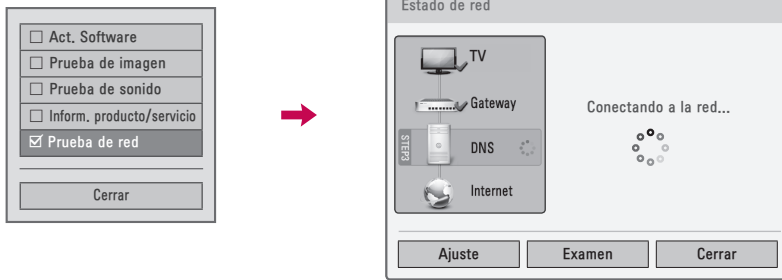 ☐ Act. Software
☐ Prueba de imagen
☐ Prueba de sonido
☐ Inform. producto/servicio
☑ Prueba de red
Cerrar
Estado de red
TV
Gateway
STEP3
DNS
Internet
Conectando a la red...
Ajuste
Examen
Cerrar